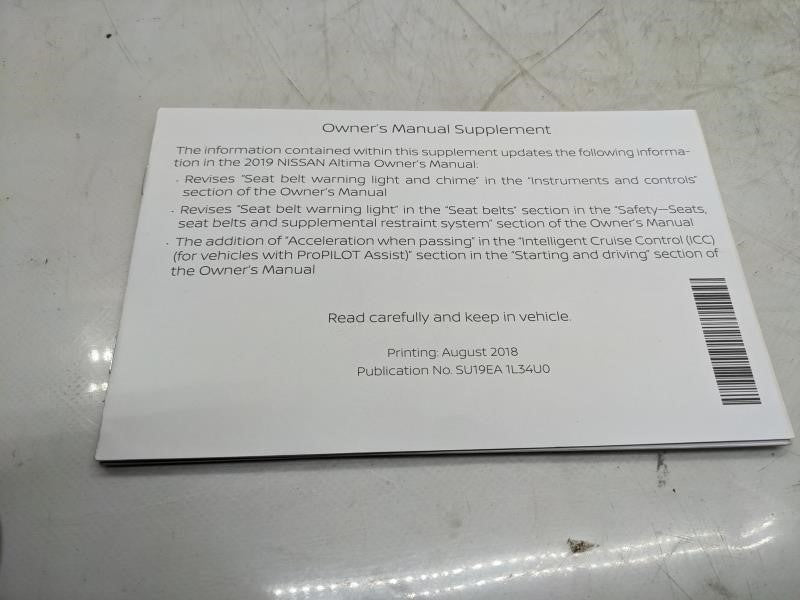 Owner's Manual Supplement
The information contained within this supplement updates the following informa-
tion in the 2019 NISSAN Altima Owner's Manual:
· Revises "Seat belt warning light and chime" in the "Instruments and controls"
section of the Owner's Manual
· Revises "Seat belt warning light" in the "Seat belts" section in the "Safety—Seats,
seat belts and supplemental restraint system" section of the Owner's Manual
· The addition of "Acceleration when passing" in the "Intelligent Cruise Control (ICC)
(for vehicles with ProPILOT Assist)" section in the "Starting and driving" section of
the Owner's Manual
Read carefully and keep in vehicle.
Printing: August 2018
Publication No. SU19EA 1L34U0